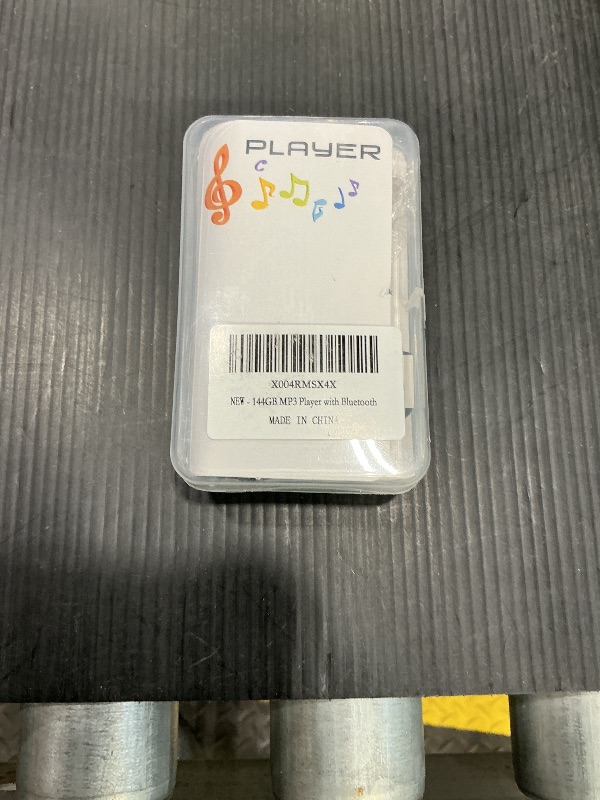 PLAYER
X004RMSX4X
NEW - 144GB MP3 Player with Bluetooth
MADE IN CHINA